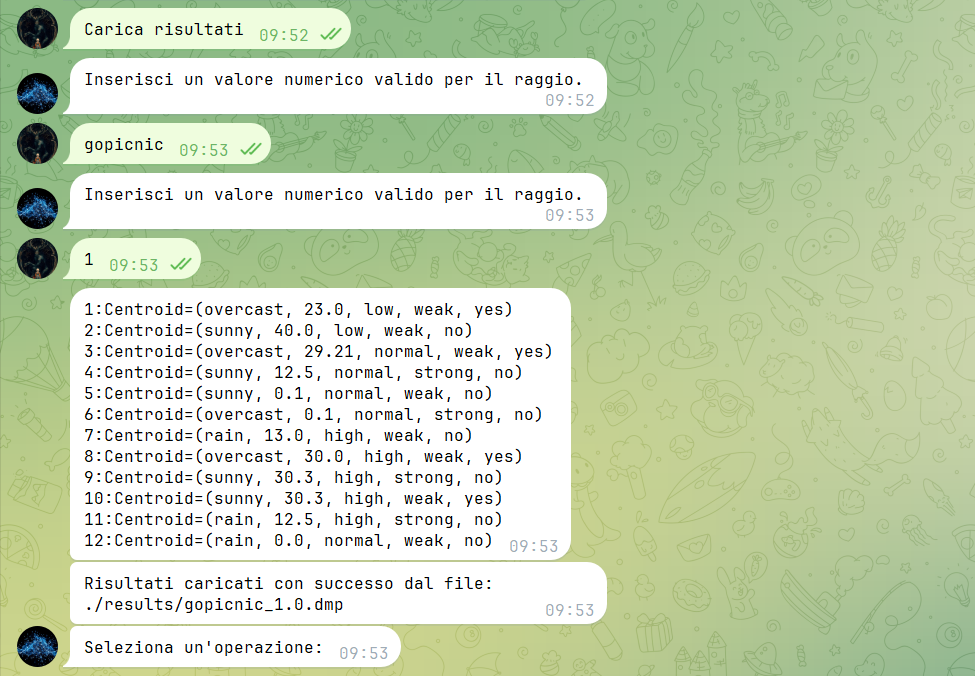 Carica risultati 09:52
Inserisci un valore numerico valido per il raggio.
09:52
gopicnic 09:53
Inserisci un valore numerico valido per il raggio.
09:53
1 09:53
1:Centroid=(overcast, 23.0, low, weak, yes)
2:Centroid=(sunny, 40.0, low, weak, no)
3:Centroid=(overcast, 29.21, normal, weak, yes)
4:Centroid=(sunny, 12.5, normal, strong, no)
5:Centroid=(sunny, 0.1, normal, weak, no)
6:Centroid=(overcast, 0.1, normal, strong, no)
7:Centroid=(rain, 13.0, high, weak, no)
8:Centroid=(overcast, 30.0, high, weak, yes)
9:Centroid=(sunny, 30.3, high, strong, no)
10:Centroid=(sunny, 30.3, high, weak, yes)
11:Centroid=(rain, 12.5, high, strong, no)
12:Centroid=(rain, 0.0, normal, weak, no) 09:53
Risultati caricati con successo dal file:
./results/gopicnic_1.0.dmp 09:53
Seleziona un'operazione: 09:53